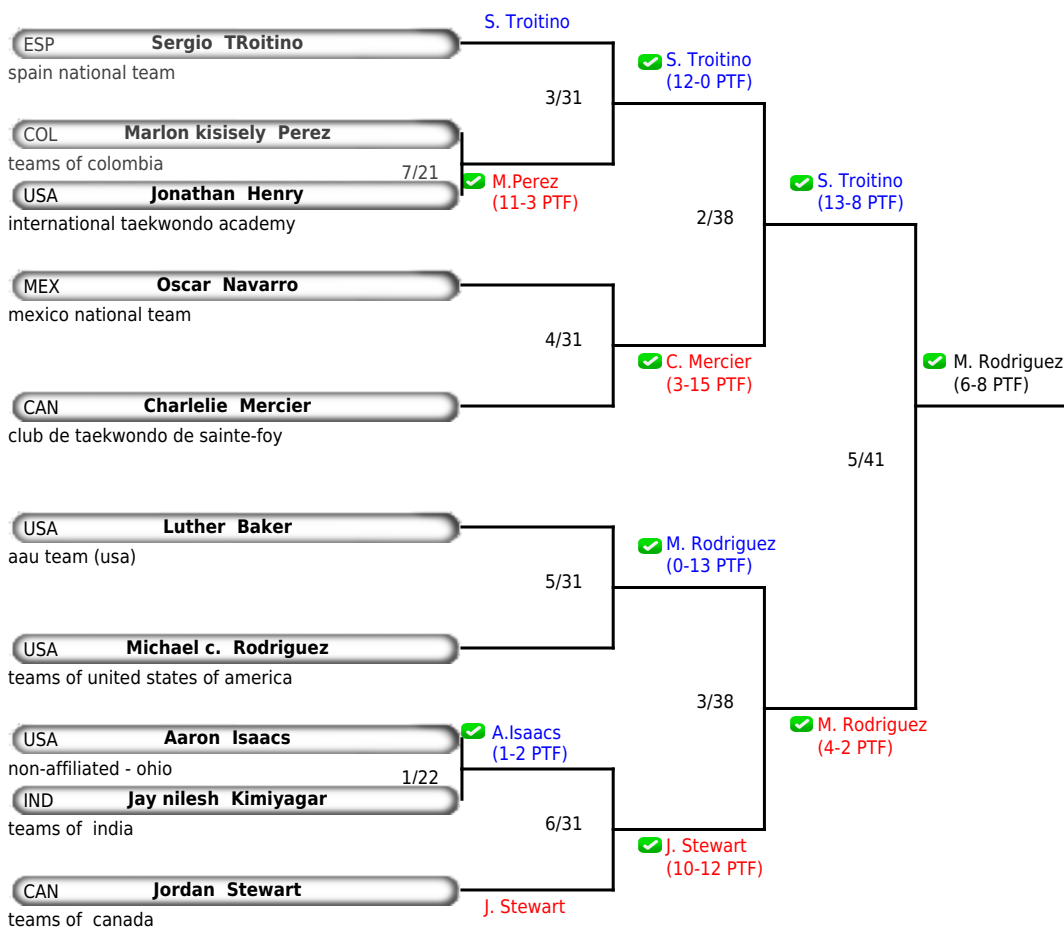 S. Troitino
ESP Sergio TRoitino
spain national team
S. Troitino
(12-0 PTF)
3/31
COL Marlon kisisely Perez
teams of colombia
7/21
M.Perez
(11-3 PTF)
USA Jonathan Henry
international taekwondo academy
S. Troitino
(13-8 PTF)
2/38
MEX Oscar Navarro
mexico national team
4/31
C. Mercier
(3-15 PTF)
CAN Charlelie Mercier
club de taekwondo de sainte-foy
M. Rodriguez
(6-8 PTF)
5/41
USA Luther Baker
aau team (usa)
M. Rodriguez
(0-13 PTF)
5/31
USA Michael c. Rodriguez
teams of united states of america
3/38
M. Rodriguez
(4-2 PTF)
USA Aaron Isaacs
non-affiliated - ohio
A.Isaacs
(1-2 PTF)
1/22
IND Jay nilesh Kimiyagar
teams of india
6/31
J. Stewart
(10-12 PTF)
CAN Jordan Stewart
teams of canada
J. Stewart